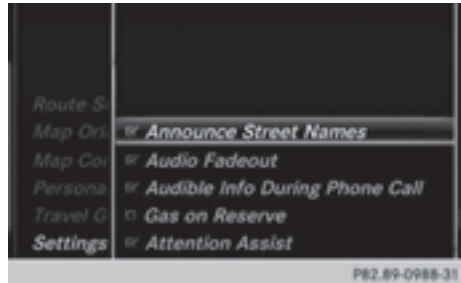 Route S
Map Ori
Announce Street Names
Map Con
Audio Fadeout
Persona
Audible Info During Phone Call
Travel G
Gas on Reserve
Settings
Attention Assist
P82.89-0988-31